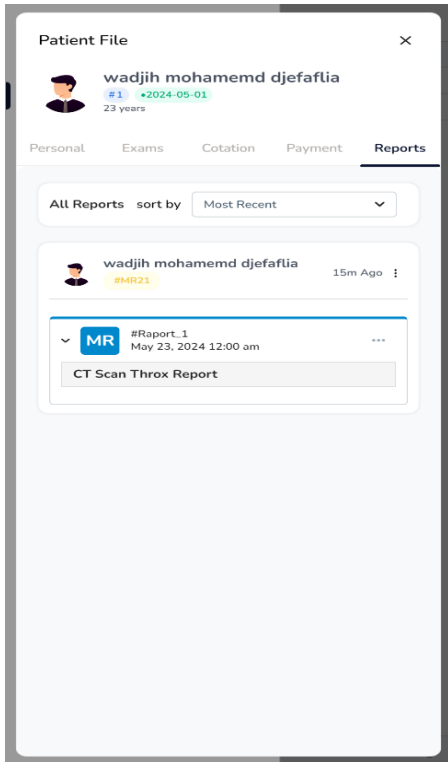 Patient File
wadjih mohamemd djefaflia
#1 •2024-05-01
23 years
Personal Exams Cotation Payment Reports
All Reports sort by Most Recent
wadjih mohamemd djefaflia
15m Ago
#MR21
MR
#Raport_1
May 23, 2024 12:00 am
CT Scan Throx Report